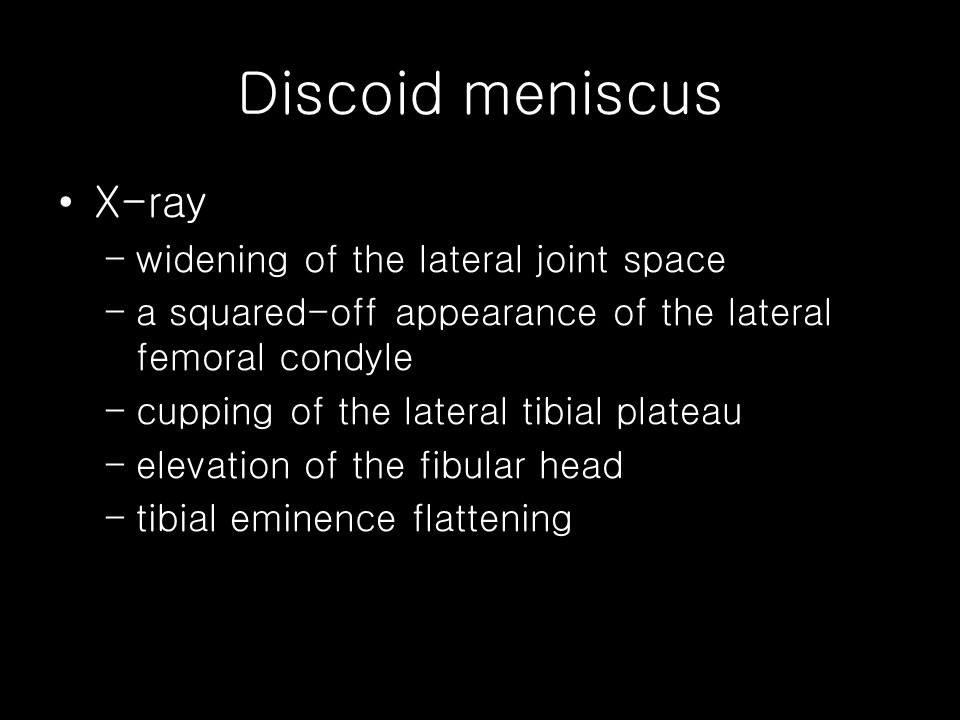 Discoid meniscus
• X-ray
– widening of the lateral joint space
– a squared-off appearance of the lateral
femoral condyle
– cupping of the lateral tibial plateau
– elevation of the fibular head
– tibial eminence flattening